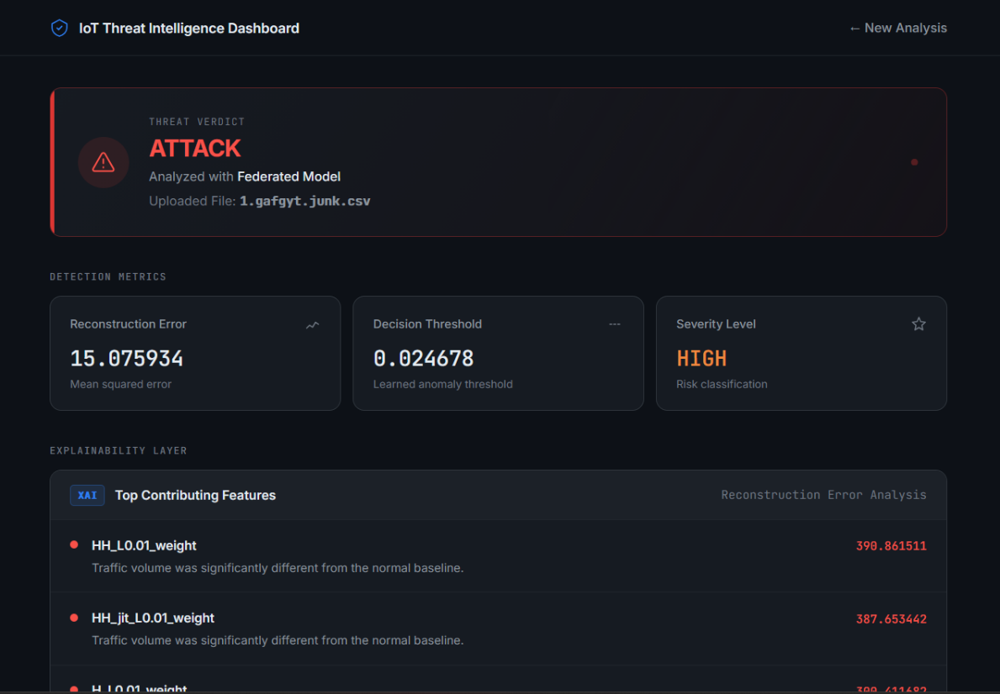 IoT Threat Intelligence Dashboard
← New Analysis
THREAT VERDICT
ATTACK
Analyzed with Federated Model
Uploaded File: 1.gafgyt.junk.csv
DETECTION METRICS
Reconstruction Error
15.075934
Mean squared error
Decision Threshold
0.024678
Learned anomaly threshold
Severity Level
HIGH
Risk classification
EXPLAINABILITY LAYER
XAI Top Contributing Features
Reconstruction Error Analysis
HH_L0.01_weight
390.861511
Traffic volume was significantly different from the normal baseline.
HH_jit_L0.01_weight
387.653442
Traffic volume was significantly different from the normal baseline.
H_L0.01_weight
300.411682